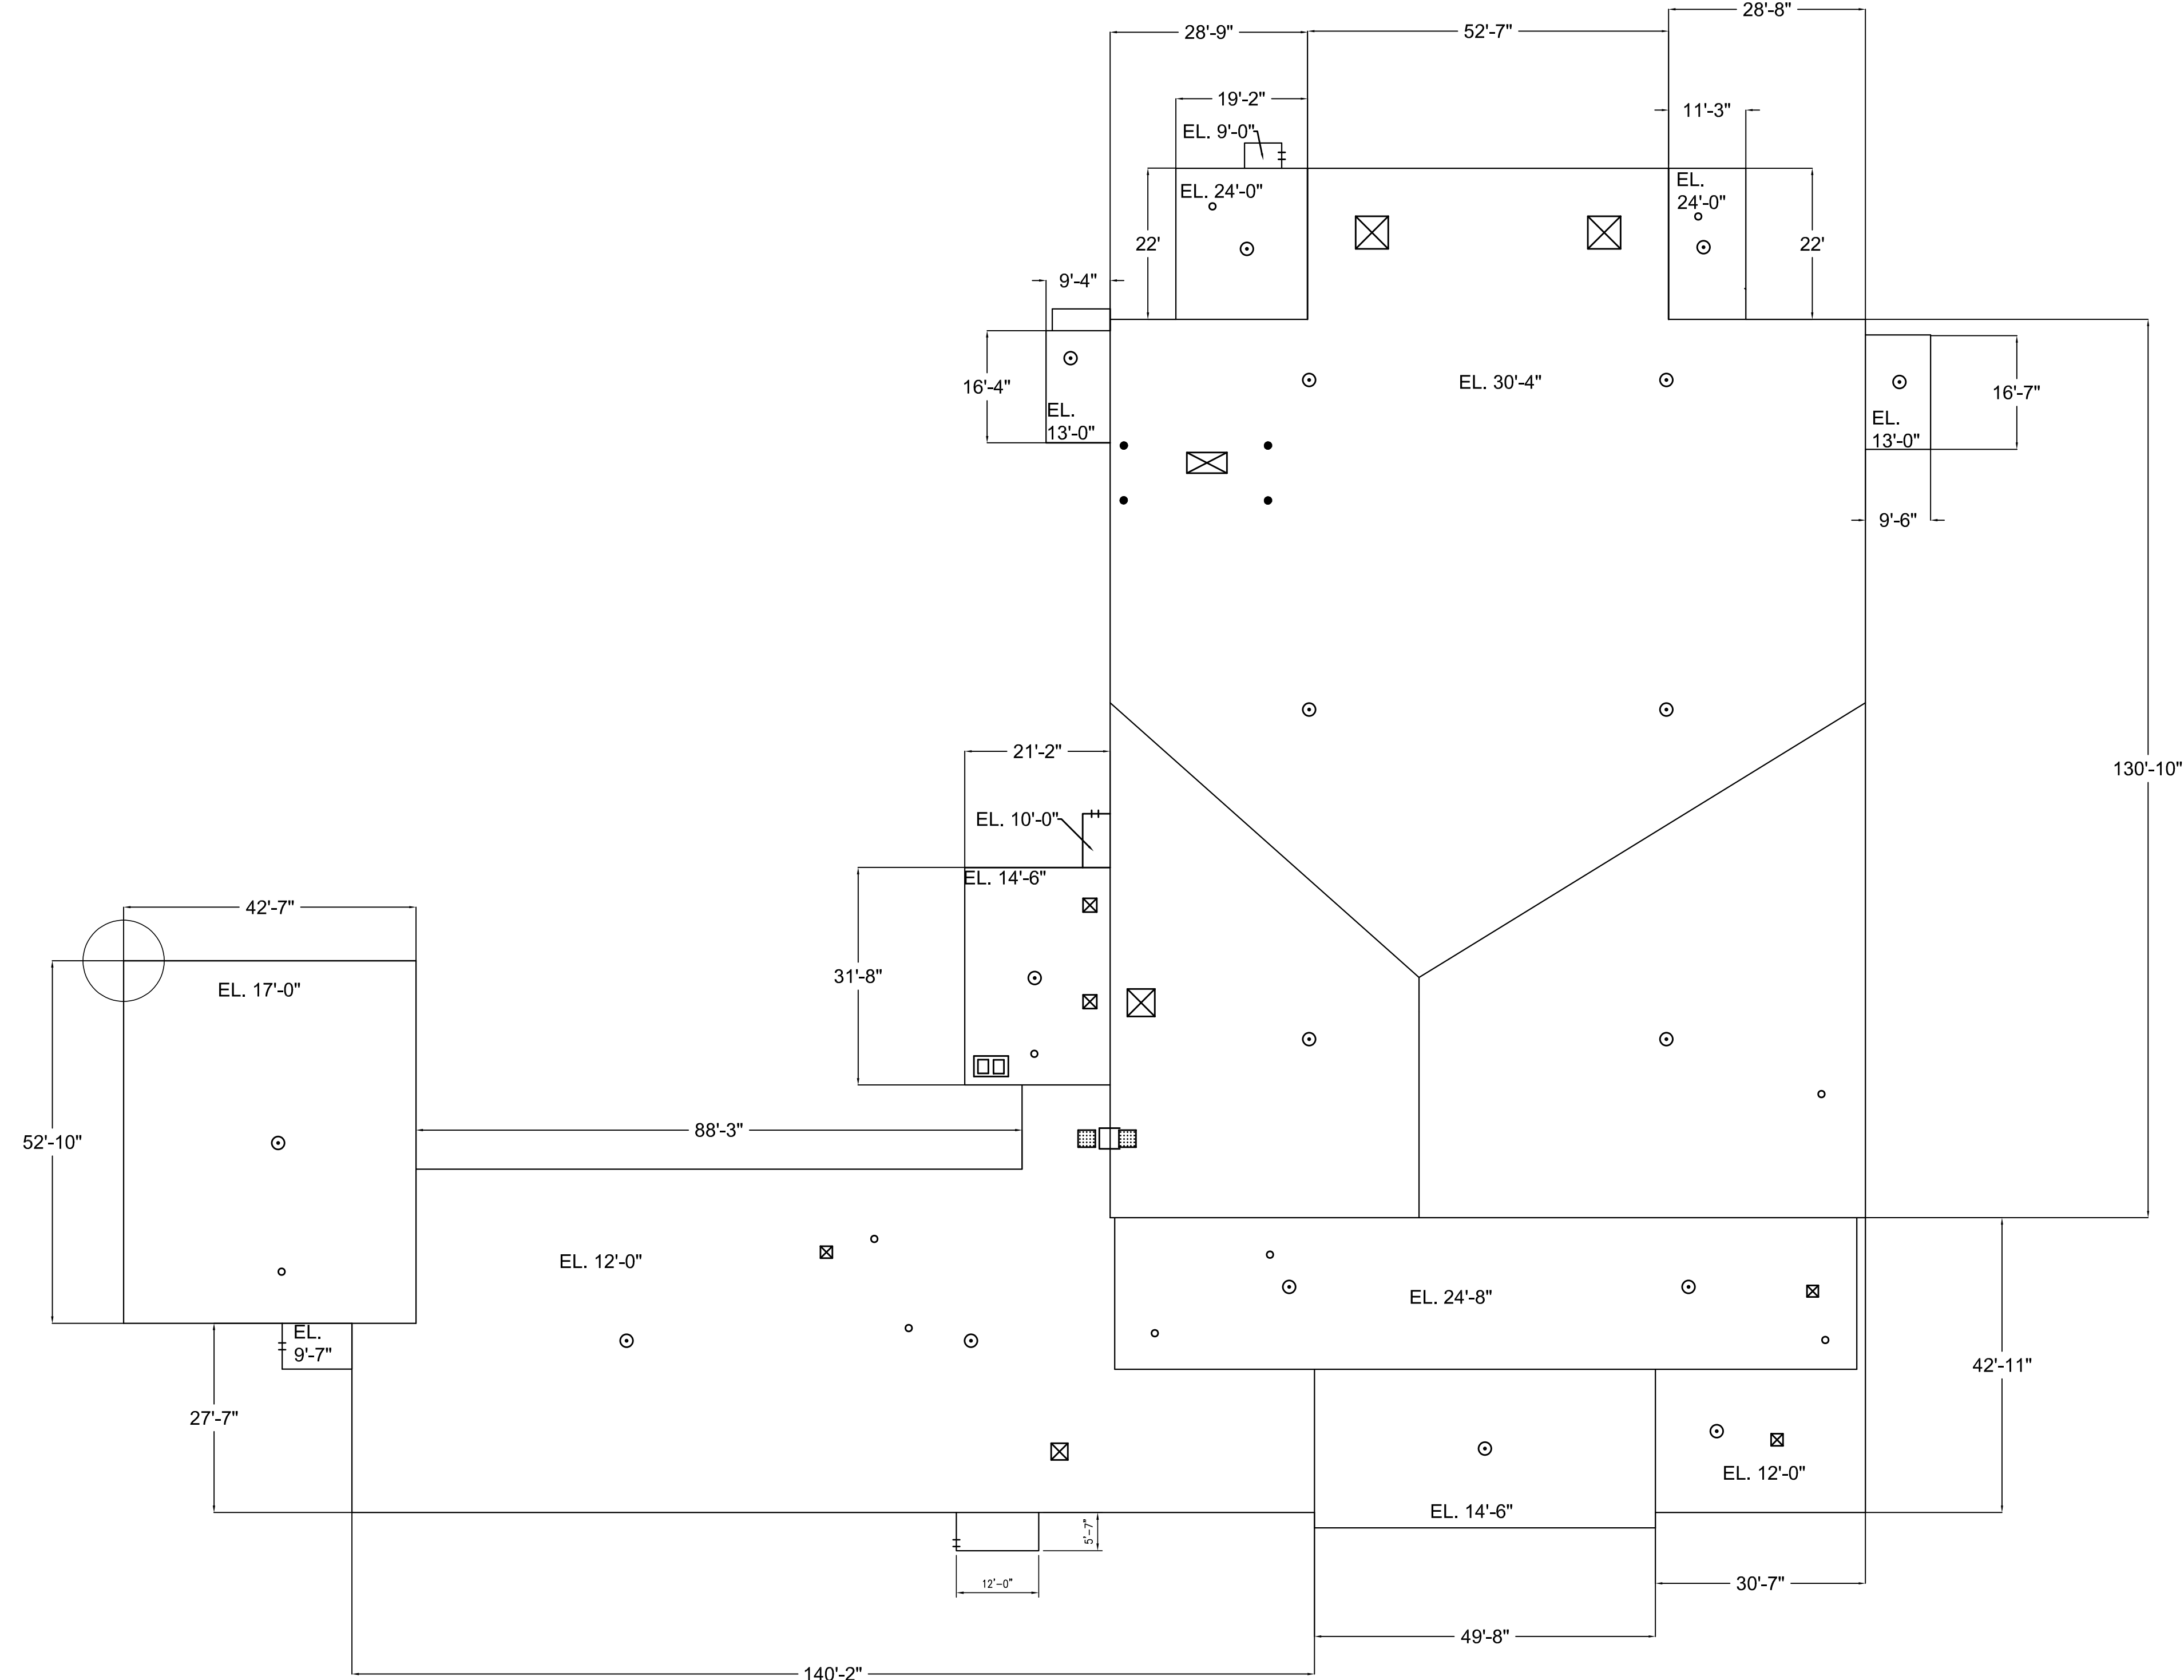 28'-8"
28'-9"
52'-7"
19'-2"
11'-3"
EL. 9'-0"
EL. 24'-0"
EL.
24'-0"
22'
22'
9'-4"
16'-4"
EL.
13'-0"
EL. 30'-4"
16'-7"
EL.
13'-0"
9'-6"
21'-2"
130'-10"
EL. 10'-0"
EL. 14'-6"
42'-7"
31'-8"
EL. 17'-0"
88'-3"
52'-10"
EL. 12'-0"
EL. 24'-8"
EL.
9'-7"
42'-11"
27'-7"
EL. 12'-0"
EL. 14'-6"
5'-7"
12'-0"
30'-7"
49'-8"
140'-2"